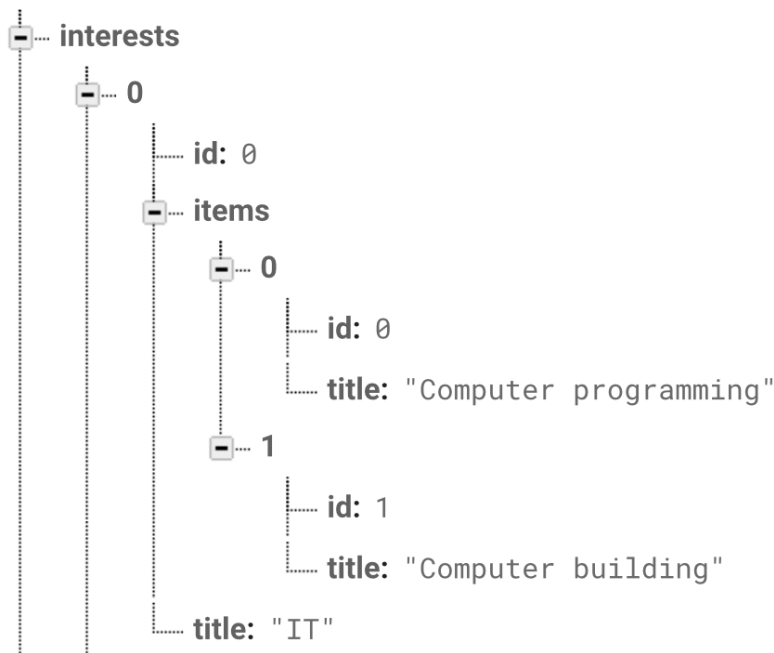 interests
0
id: 0
items
0
id: 0
title: "Computer programming"
1
id: 1
title: "Computer building"
title: "IT"